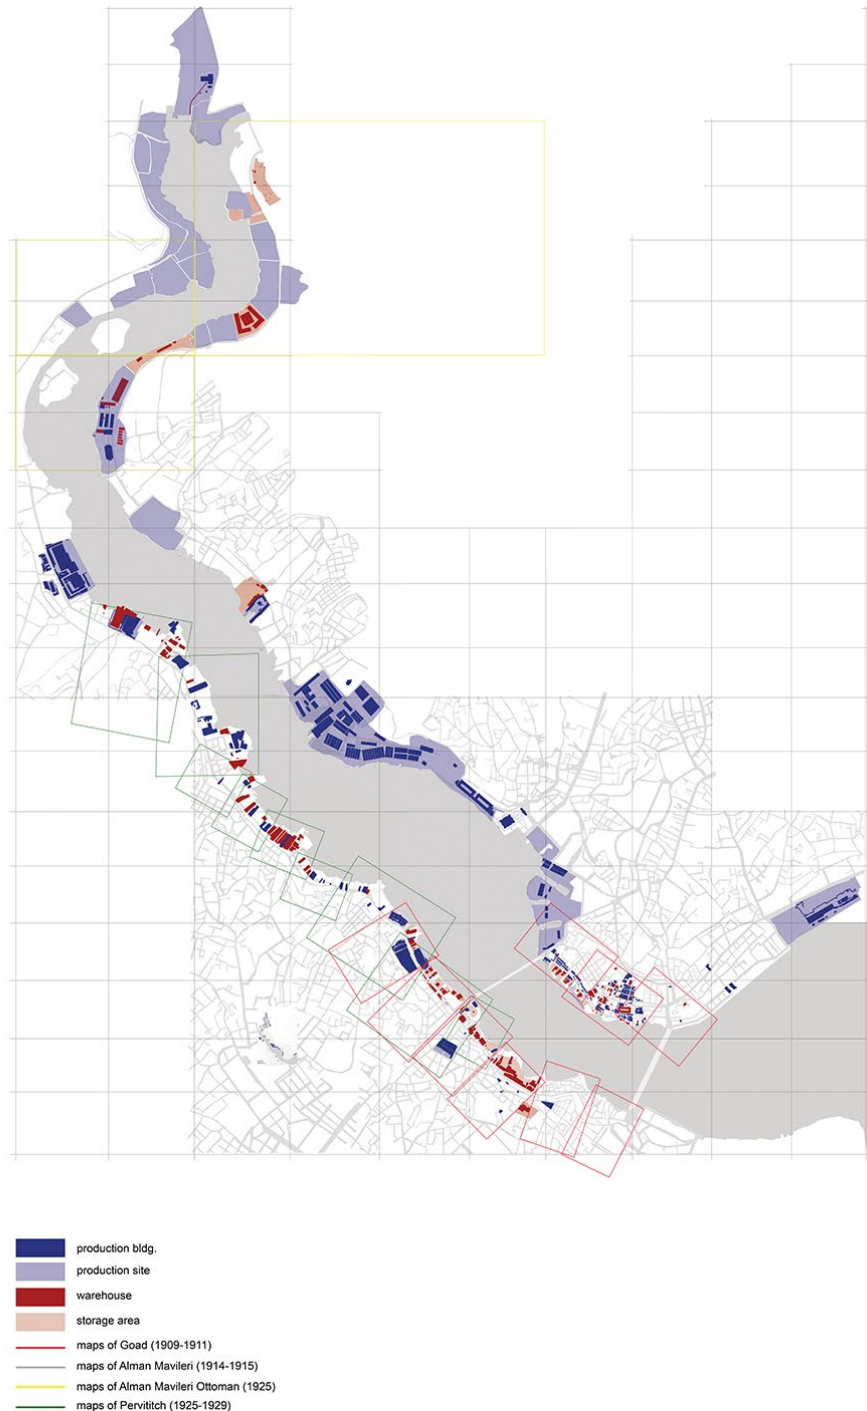 production bldg.
production site
warehouse
storage area
maps of Goad (1909-1911)
maps of Alman Mavileri (1914-1915)
maps of Alman Mavileri Ottoman (1925)
maps of Pervititch (1925-1929)